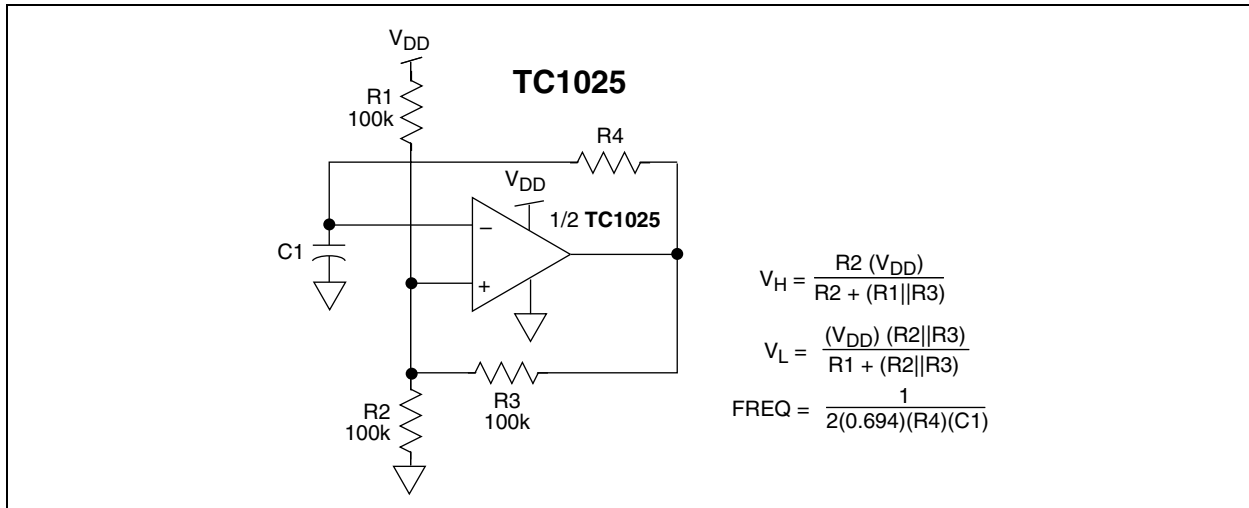 V_DD
TC1025
R1
100k
R4
V_DD
1/2 TC1025
−
C1
+
R3
100k
R2
100k
V_H = R2 (V_DD) / R2 + (R1||R3)
V_L = (V_DD) (R2||R3) / R1 + (R2||R3)
FREQ = 1 / 2(0.694)(R4)(C1)